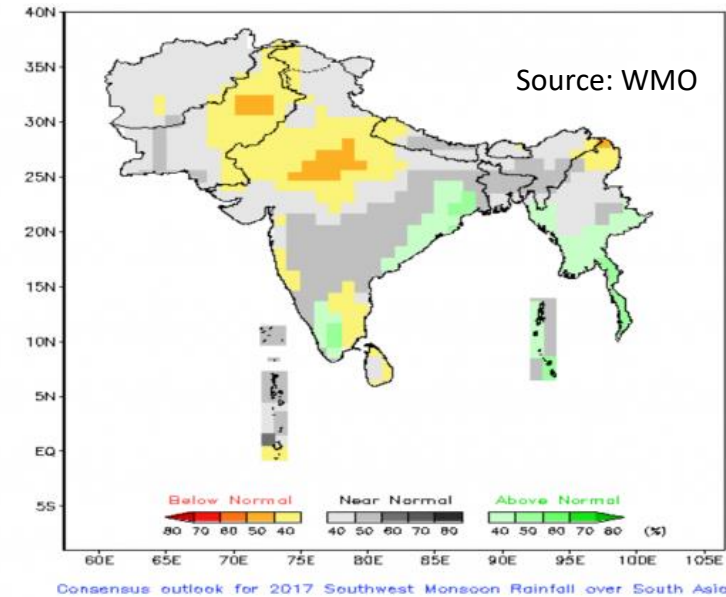 40N
35N
30N
25N
20N
15N
10N
5N
EQ
5S
Source: WMO
Below Normal Near Normal Above Normal
80 70 60 50 40 40 50 60 70 80 40 50 60 70 80 (%)
60E 65E 70E 75E 80E 85E 90E 95E 100E 105E
Consensus outlook for 2017 Southwest Monsoon Rainfall over South Asia